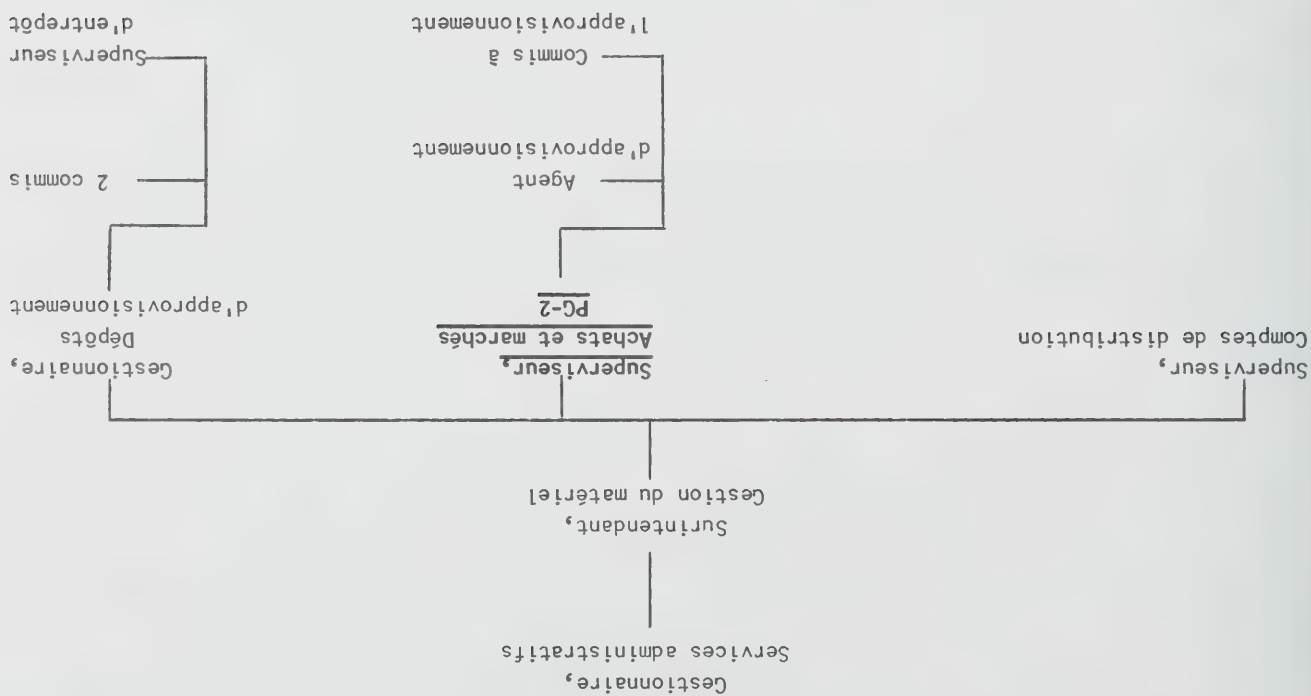 Gestionnaire,
Services administratifs
Surintendant,
Gestion du matériel
Gestionnaire,
Dépôts
d'approvisionnement
Superviseur,
Achats et marchés
PG-2
Superviseur,
Comptes de distribution
2 commis
Superviseur
d'entrepôt
Agent
d'approvisionnement
Commis à
l'approvisionnement